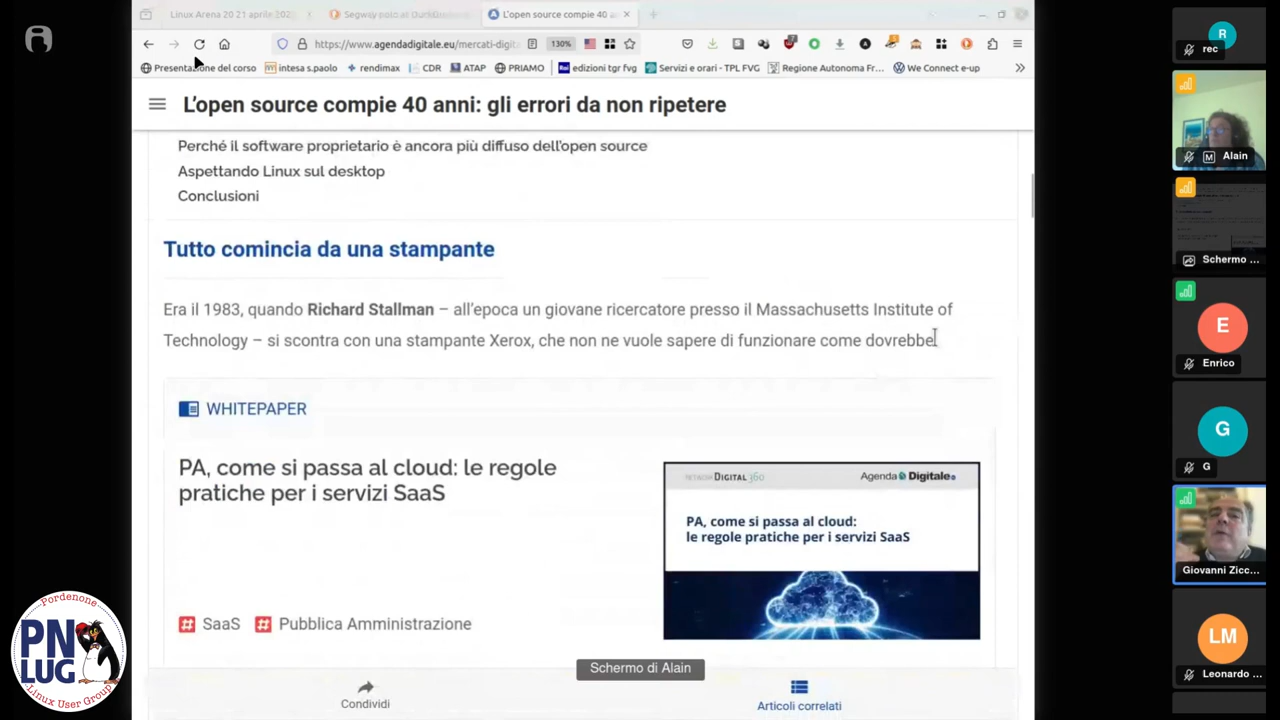 Linux Arena 20 21 aprile 202
Segway polo at DuckDuck
L'open source compie 40 a
https://www.agendadigitale.eu/mercati-digit
130%
Presentazione del corso
intesa s.paolo
rendimax
CDR
ATAP
PRIAMO
edizioni tgr fvg
Servizi e orari - TPL FVG
Regione Autonoma Fr...
We Connect e-up
L'open source compie 40 anni: gli errori da non ripetere
Perché il software proprietario è ancora più diffuso dell'open source
Aspettando Linux sul desktop
Conclusioni
Tutto comincia da una stampante
Era il 1983, quando Richard Stallman – all'epoca un giovane ricercatore presso il Massachusetts Institute of
Technology – si scontra con una stampante Xerox, che non ne vuole sapere di funzionare come dovrebbe.
WHITEPAPER
PA, come si passa al cloud: le regole
pratiche per i servizi SaaS
DIGITAL 360
Agenda Digitale
PA, come si passa al cloud:
le regole pratiche per i servizi SaaS
SaaS
Pubblica Amministrazione
Schermo di Alain
Condividi
Articoli correlati
R
rec
M
Alain
Schermo ...
E
Enrico
G
G
Giovanni Zicc...
LM
Leonardo ...
Pordenone
PN
LUG
Linux User Group